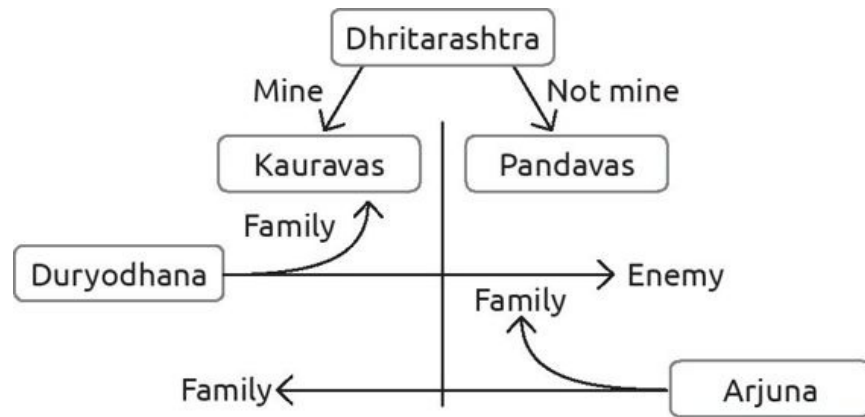 Dhritarashtra
Mine
Not mine
Kauravas
Pandavas
Family
Duryodhana
Enemy
Family
Family
Arjuna